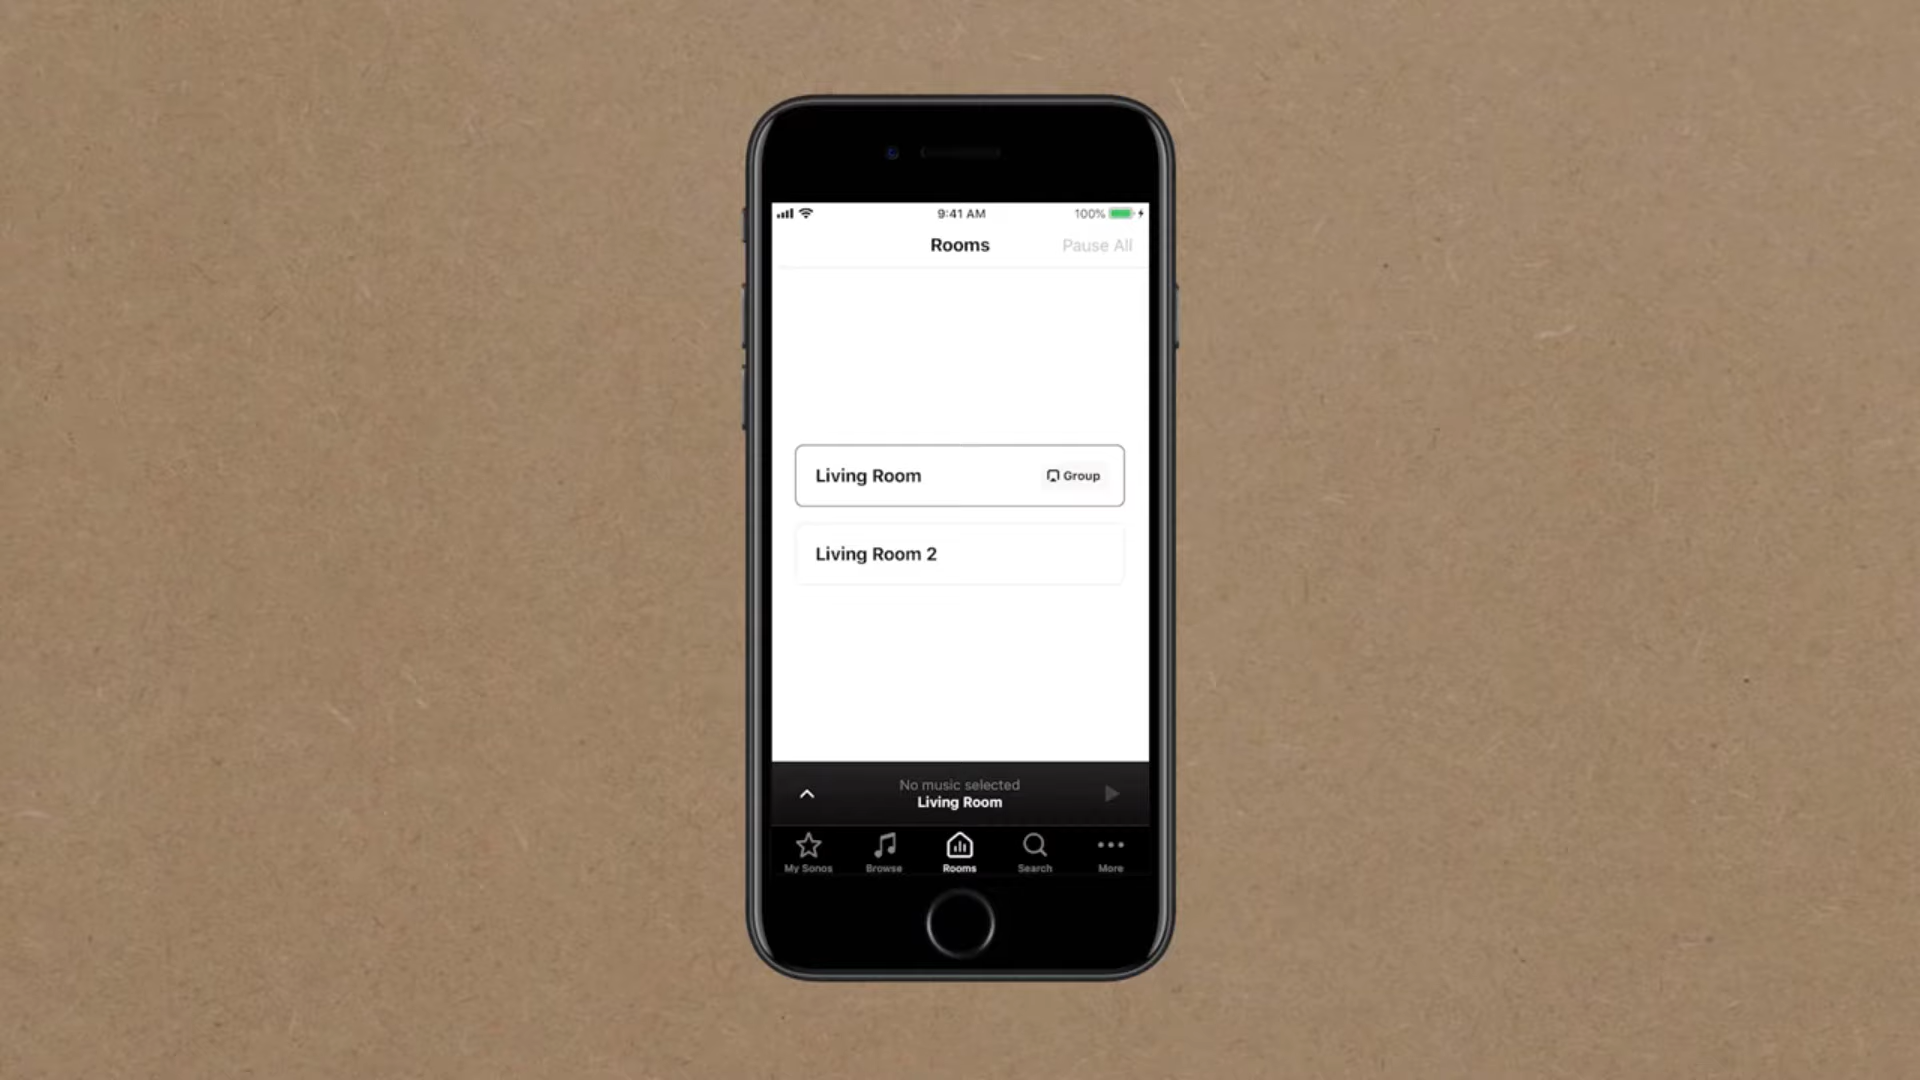 9:41 AM
100%
Rooms
Pause All
Living Room
Group
Living Room 2
No music selected
Living Room
My Sonos
Browse
Rooms
Search
More